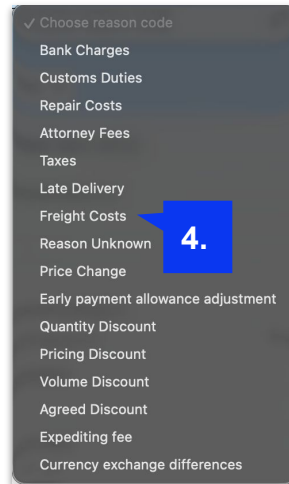 ✓ Choose reason code
Bank Charges
Customs Duties
Repair Costs
Attorney Fees
Taxes
Late Delivery
Freight Costs
4.
Reason Unknown
Price Change
Early payment allowance adjustment
Quantity Discount
Pricing Discount
Volume Discount
Agreed Discount
Expediting fee
Currency exchange differences